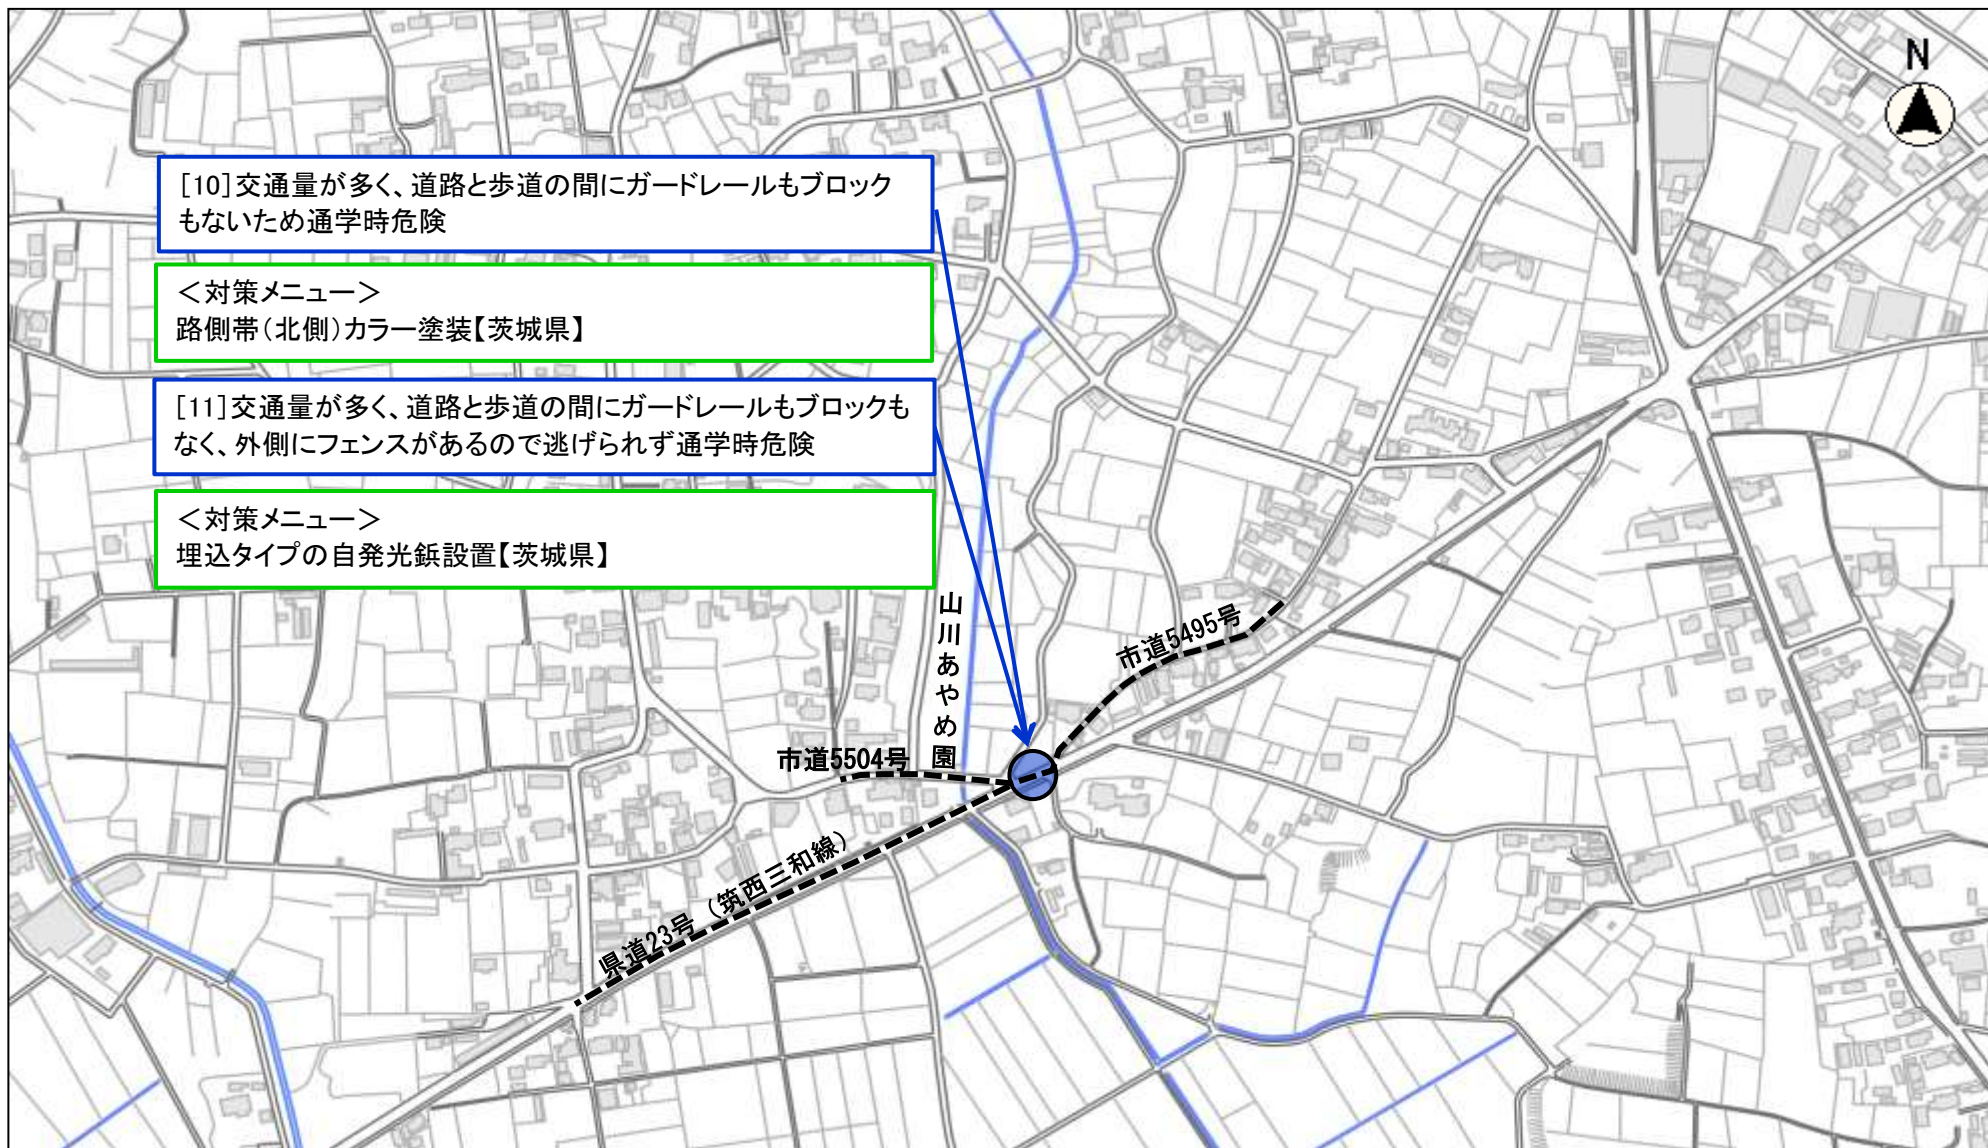 N
[10]交通量が多く、道路と歩道の間にガードレールもブロック
もないため通学時危険
＜対策メニュー＞
路側帯(北側)カラー塗装【茨城県】
[11]交通量が多く、道路と歩道の間にガードレールもブロックも
なく、外側にフェンスがあるので逃げられず通学時危険
＜対策メニュー＞
埋込タイプの自発光鋲設置【茨城県】
山川あやめ園
市道5495号
市道5504号
県道23号（筑西三和線）